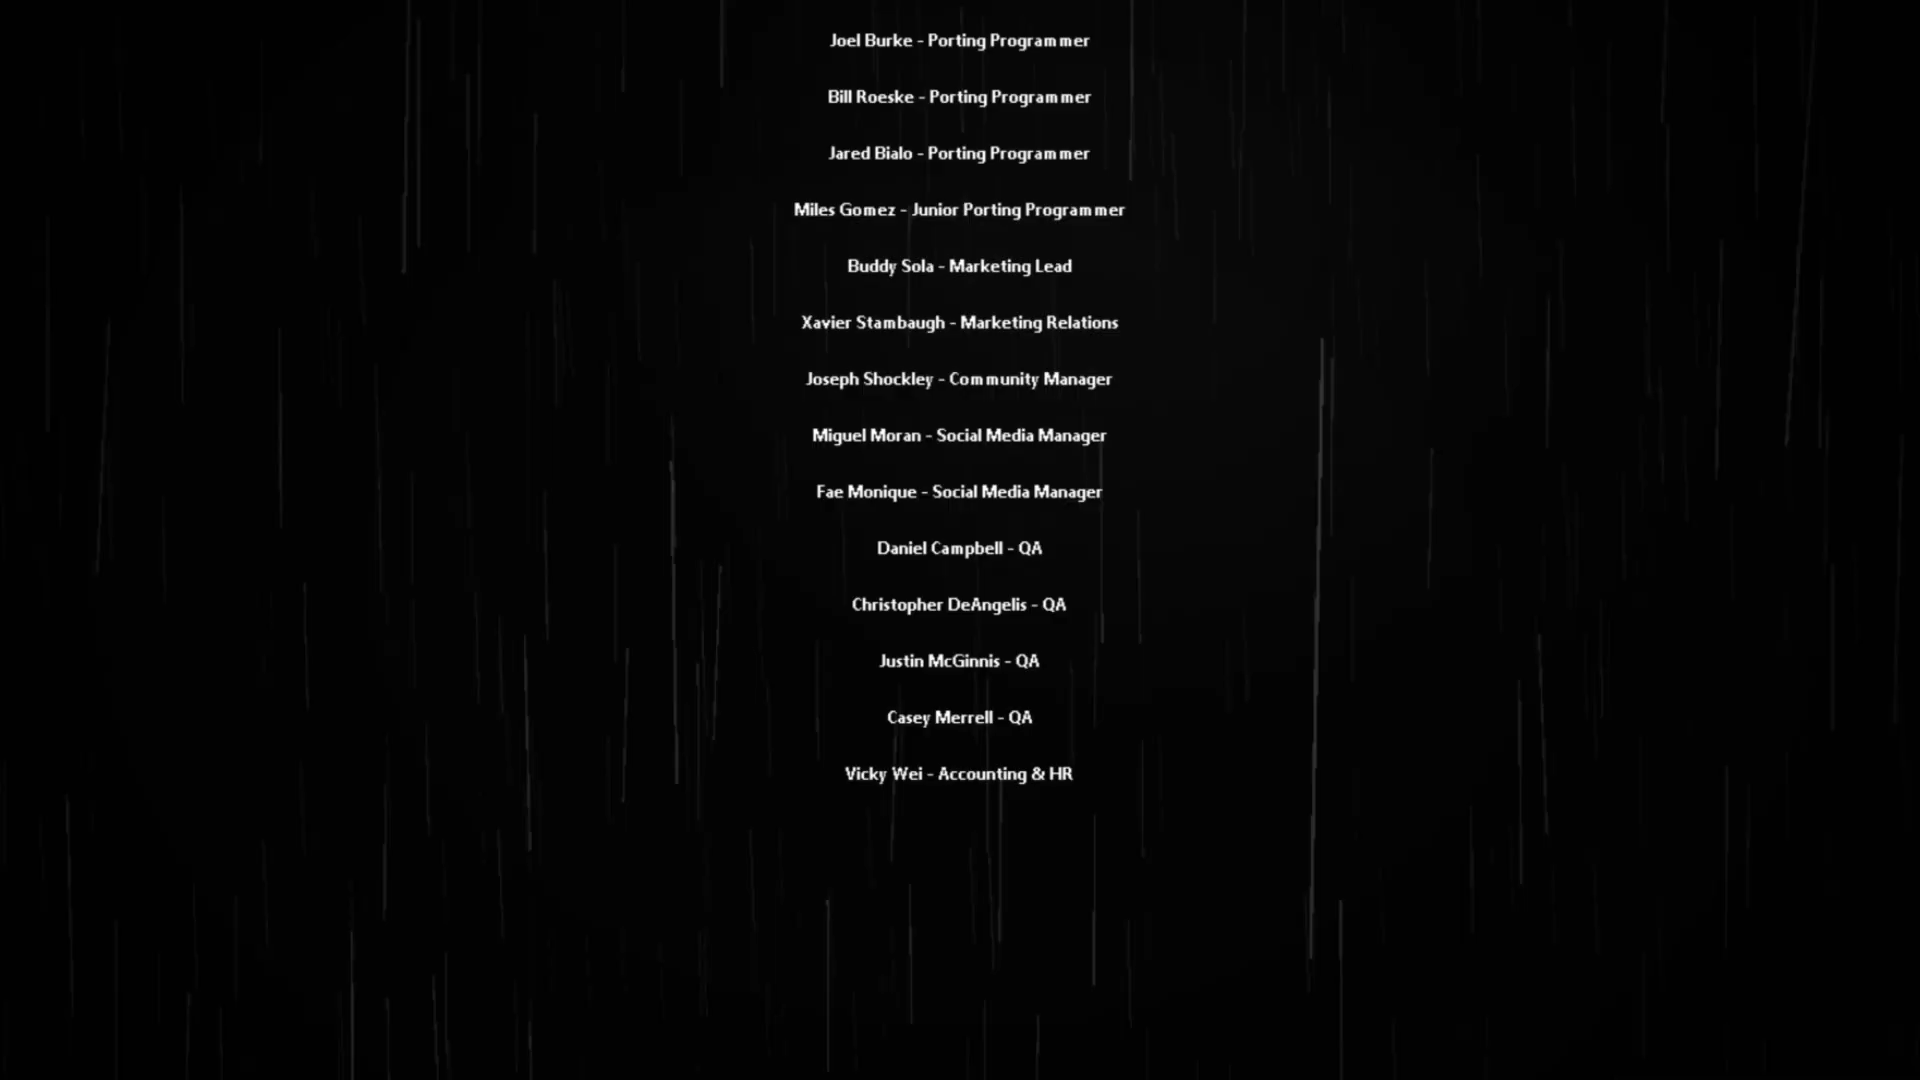 Joel Burke - Porting Programmer
Bill Roeske - Porting Programmer
Jared Bialo - Porting Programmer
Miles Gomez - Junior Porting Programmer
Buddy Sola - Marketing Lead
Xavier Stambaugh - Marketing Relations
Joseph Shockley - Community Manager
Miguel Moran - Social Media Manager
Fae Monique - Social Media Manager
Daniel Campbell - QA
Christopher DeAngelis - QA
Justin McGinnis - QA
Casey Merrell - QA
Vicky Wei - Accounting & HR